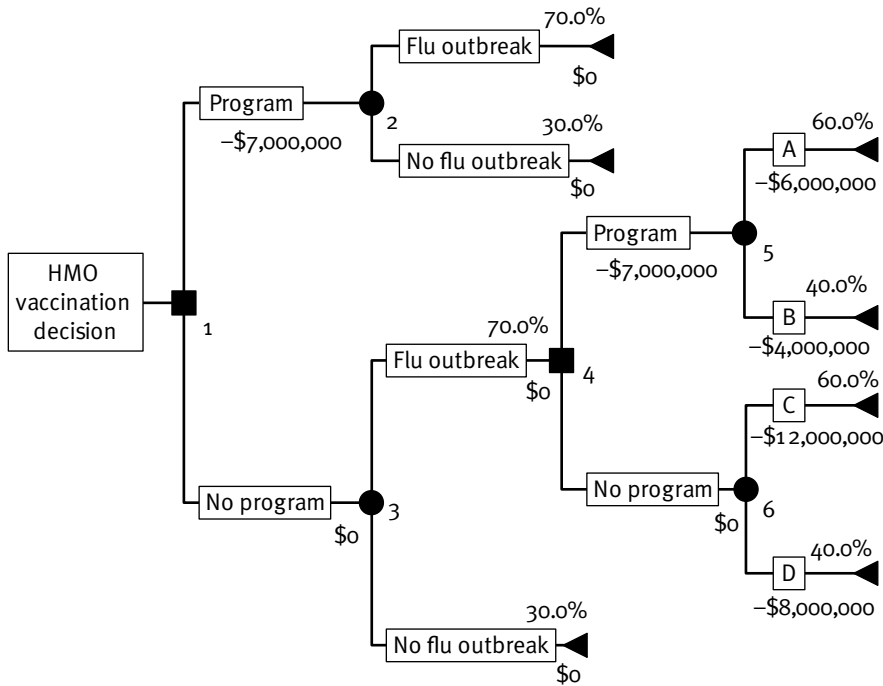 70.0%
Flu outbreak
$0
Program
2
–$7,000,000
30.0%
No flu outbreak
$0
60.0%
A
–$6,000,000
Program
5
–$7,000,000
HMO
vaccination
decision
1
40.0%
B
–$4,000,000
70.0%
Flu outbreak
$0
4
60.0%
C
–$12,000,000
No program
$0
3
No program
$0
6
40.0%
D
–$8,000,000
30.0%
No flu outbreak
$0